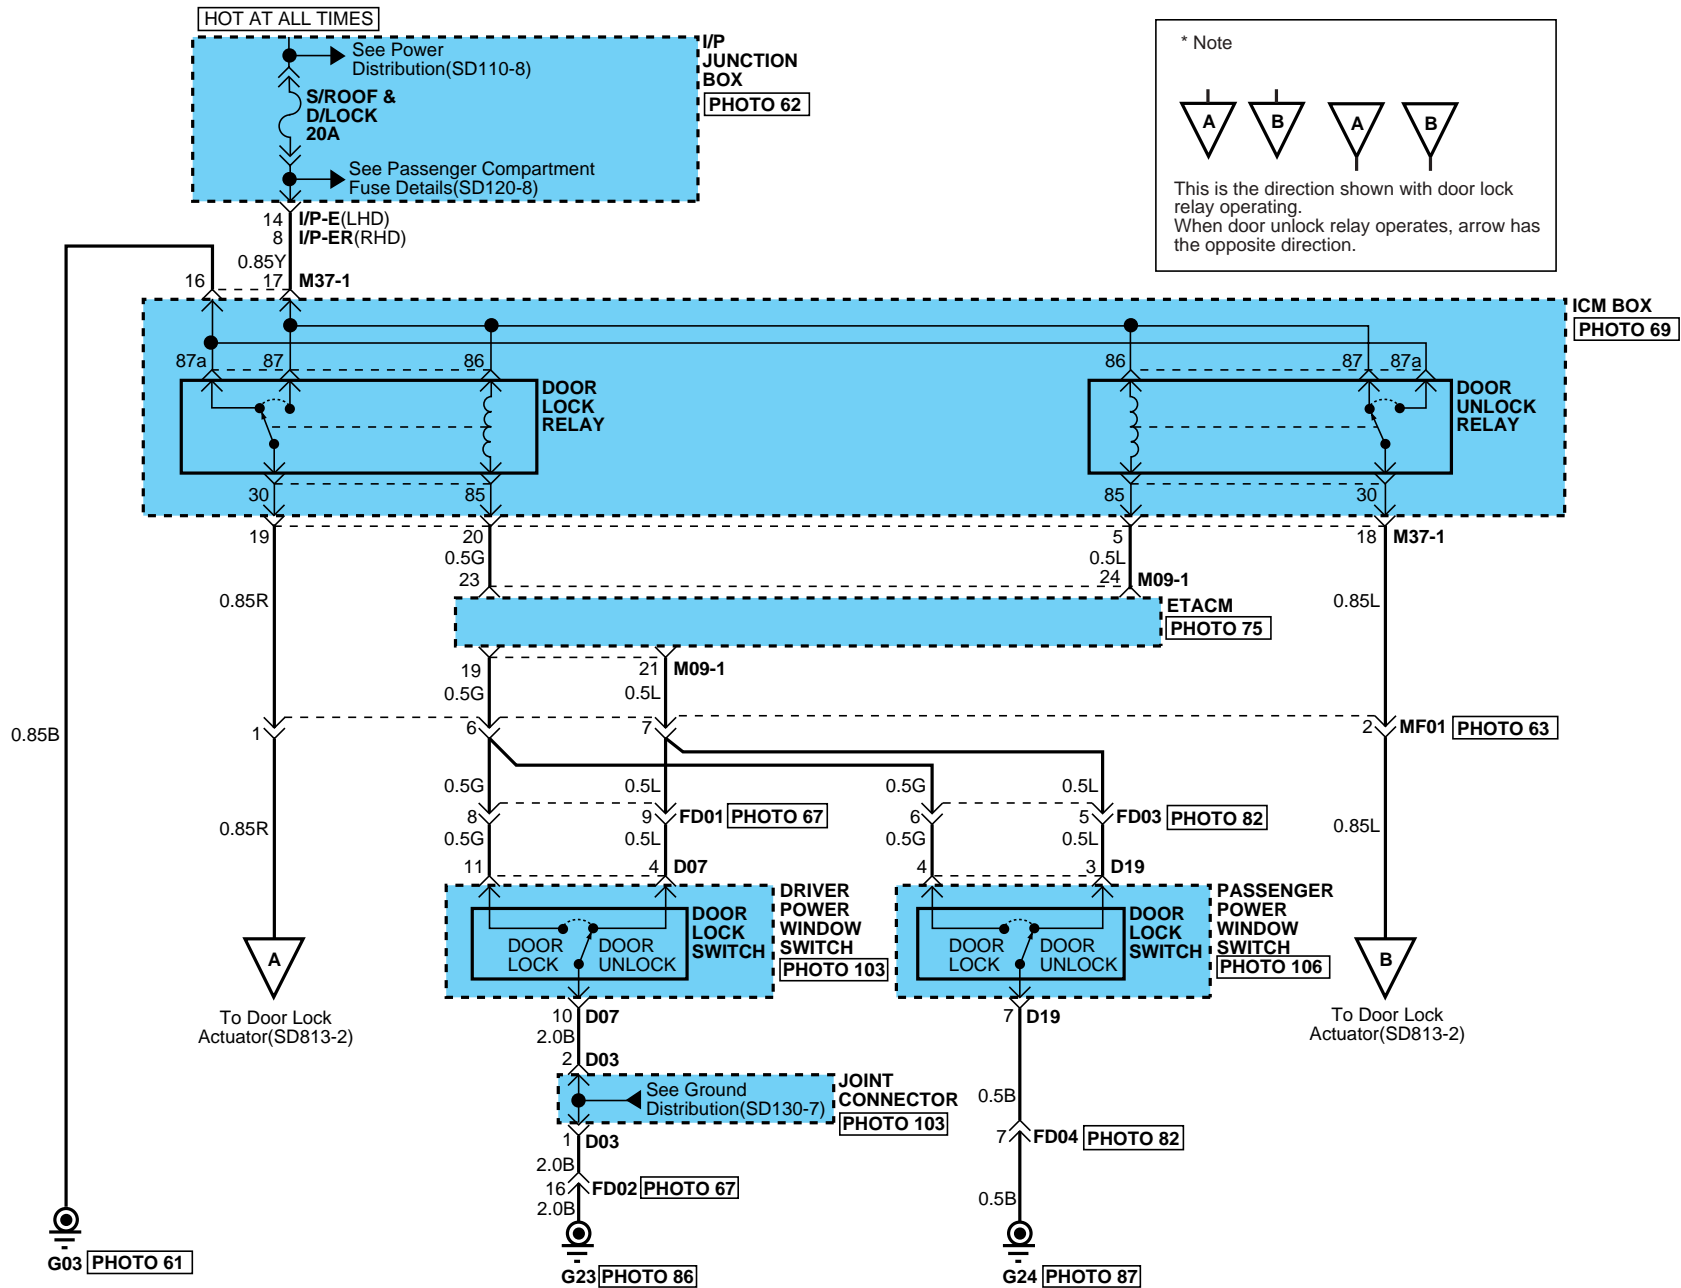 HOT AT ALL TIMES
See Power
Distribution(SD110-8)
S/ROOF &
D/LOCK
20A
See Passenger Compartment
Fuse Details(SD120-8)
I/P
JUNCTION
BOX
PHOTO 62
* Note
A
B
A
B
This is the direction shown with door lock
relay operating.
When door unlock relay operates, arrow has
the opposite direction.
14 I/P-E(LHD)
8 I/P-ER(RHD)
0.85Y
16
17 M37-1
ICM BOX
PHOTO 69
87a
87
86
86
87
87a
DOOR
LOCK
RELAY
DOOR
UNLOCK
RELAY
30
85
85
30
19
20
5
18 M37-1
0.5G
0.5L
23
24 M09-1
0.85R
0.85L
ETACM
PHOTO 75
19
21 M09-1
0.5G
0.5L
0.85B
1
6
7
2 MF01 PHOTO 63
0.5G
0.5L
0.5G
0.5L
8
9 FD01 PHOTO 67
6
5 FD03 PHOTO 82
0.85R
0.85L
0.5G
0.5L
0.5G
0.5L
11
4 D07
4
3 D19
DRIVER
POWER
WINDOW
SWITCH
PHOTO 103
DOOR
LOCK
SWITCH
DOOR
LOCK
DOOR
UNLOCK
PASSENGER
POWER
WINDOW
SWITCH
PHOTO 106
DOOR
LOCK
SWITCH
DOOR
LOCK
DOOR
UNLOCK
A
To Door Lock
Actuator(SD813-2)
B
To Door Lock
Actuator(SD813-2)
10 D07
7 D19
2.0B
2 D03
See Ground
Distribution(SD130-7)
JOINT
CONNECTOR
PHOTO 103
0.5B
1 D03
7 FD04 PHOTO 82
2.0B
16 FD02 PHOTO 67
2.0B
0.5B
G03 PHOTO 61
G23 PHOTO 86
G24 PHOTO 87